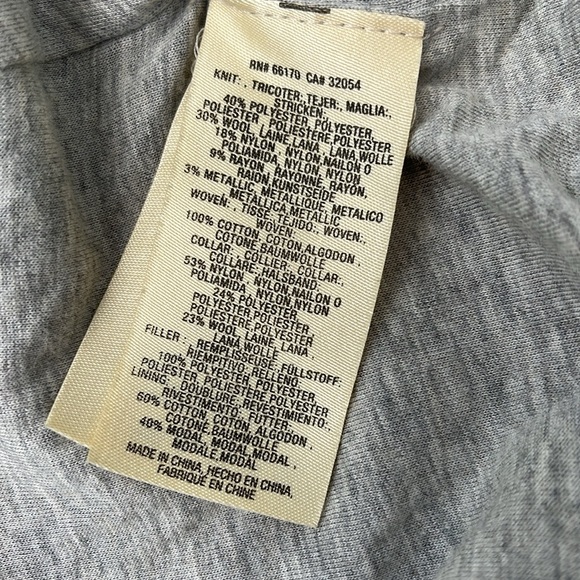 RN# 66170 CA# 32054
KNIT: , TRICOTER; TEJER:, MAGLIA:,
STRICKEN:
40% POLYESTER, POLYESTER,
POLIESTER, POLIESTERE,POLYESTER
30% WOOL, LAINE, LANA, LANA,WOLLE
18% NYLON, NYLON,NAILON O
POLIAMIDA, NYLON,NYLON
9% RAYON, RAYONNE, RAYON,
RAION,KUNSTSEIDE
3% METALLIC, METALLIQUE, METALICO
, METALLICA,METALLIC
WOVEN: , TISSE,TEJIDO:, WOVEN:,
WOVEN
100% COTTON, COTON,ALGODON ,
COTONE,BAUMWOLLE
COLLAR: , COLLIER:, COLLAR:,
COLLARE:, HALSBAND:
53% NYLON, NYLON,NAILON O
POLIAMIDA , NYLON,NYLON
24% POLYESTER,
POLYESTER,POLIESTER,
POLIESTERE,POLYESTER
23% WOOL, LAINE, LANA ,
LANA,WOLLE
FILLER: , REMPLISSEUSE, FÜLLSTOFF:
RIEMPITIVO, RELLENO
100% POLYESTER, POLYESTER,
POLIESTER, POLIESTERE,POLYESTER
LINING, DOUBLURE, REVESTIMIENTO:,
RIVESTIMENTO, FUTTER:
60% COTTON, COTON, ALGODON ,
COTONE,BAUMWOLLE
40% MODAL, MODAL,MODAL ,
MODALE,MODAL
MADE IN CHINA, HECHO EN CHINA,
FABRIQUE EN CHINE